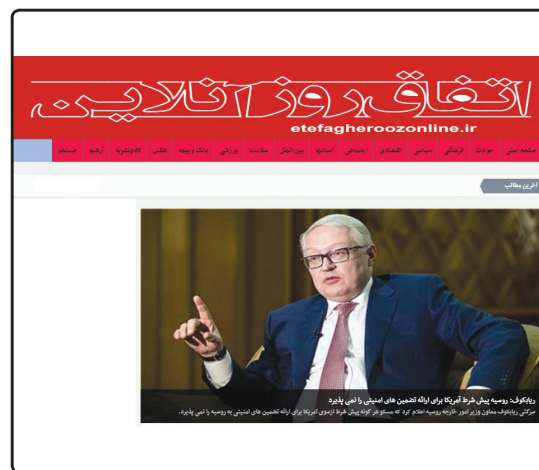 اتفاق روز آنلاین
etefagheroozonline.ir
صفحه اصلی حوادث فرهنگی سیاسی اقتصادی اجتماعی استانها بین الملل سلامت ورزشی بانک و بیمه عکس pdfنشریه آرشیو جستجو
آخرین مطالب
ریابکوف: روسیه پیش شرط آمریکا برای ارائه تضمین های امنیتی را نمی پذیرد
سرگئی ریابکوف معاون وزیر امور خارجه روسیه اعلام کرد که مسکو هر گونه پیش شرط ازسوی آمریکا برای ارائه تضمین های امنیتی به روسیه را نمی پذیرد.